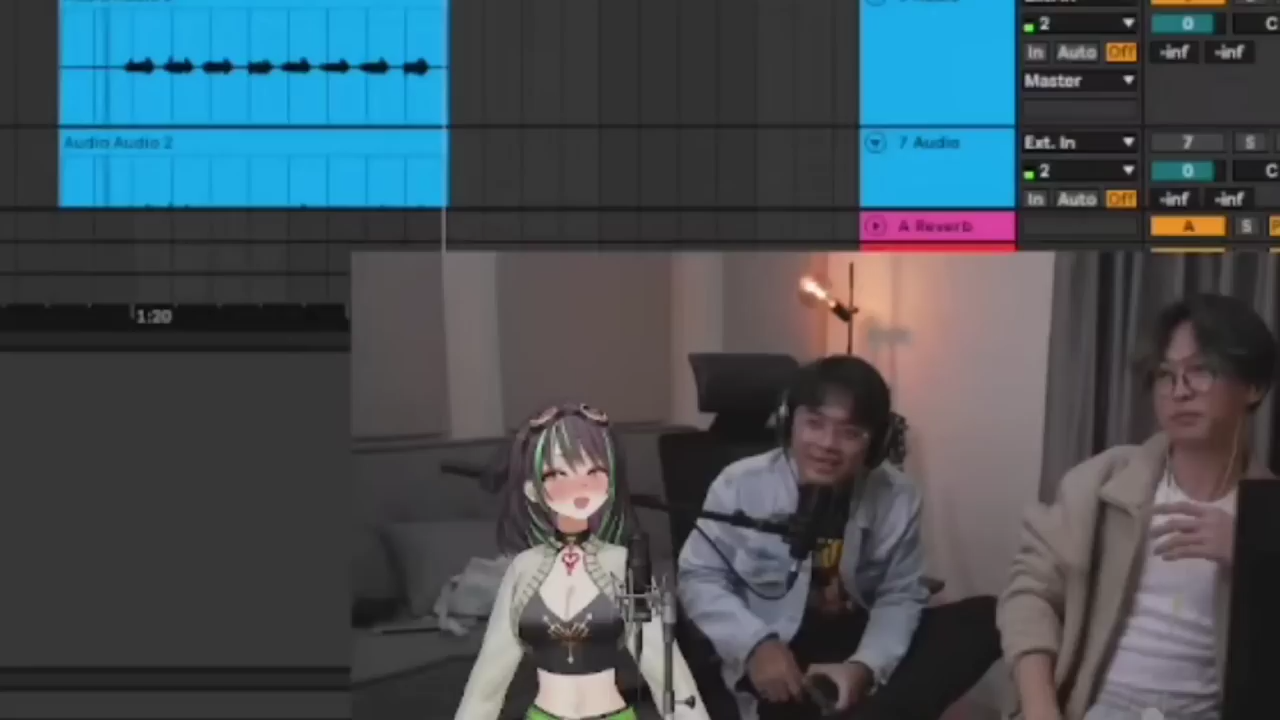 2
0
C
In Auto Off -inf -inf
Master
Audio Audio 2
7 Audio
Ext. In
7
S
2
0
C
In Auto Off -inf -inf
A Reverb
A
S
1:20